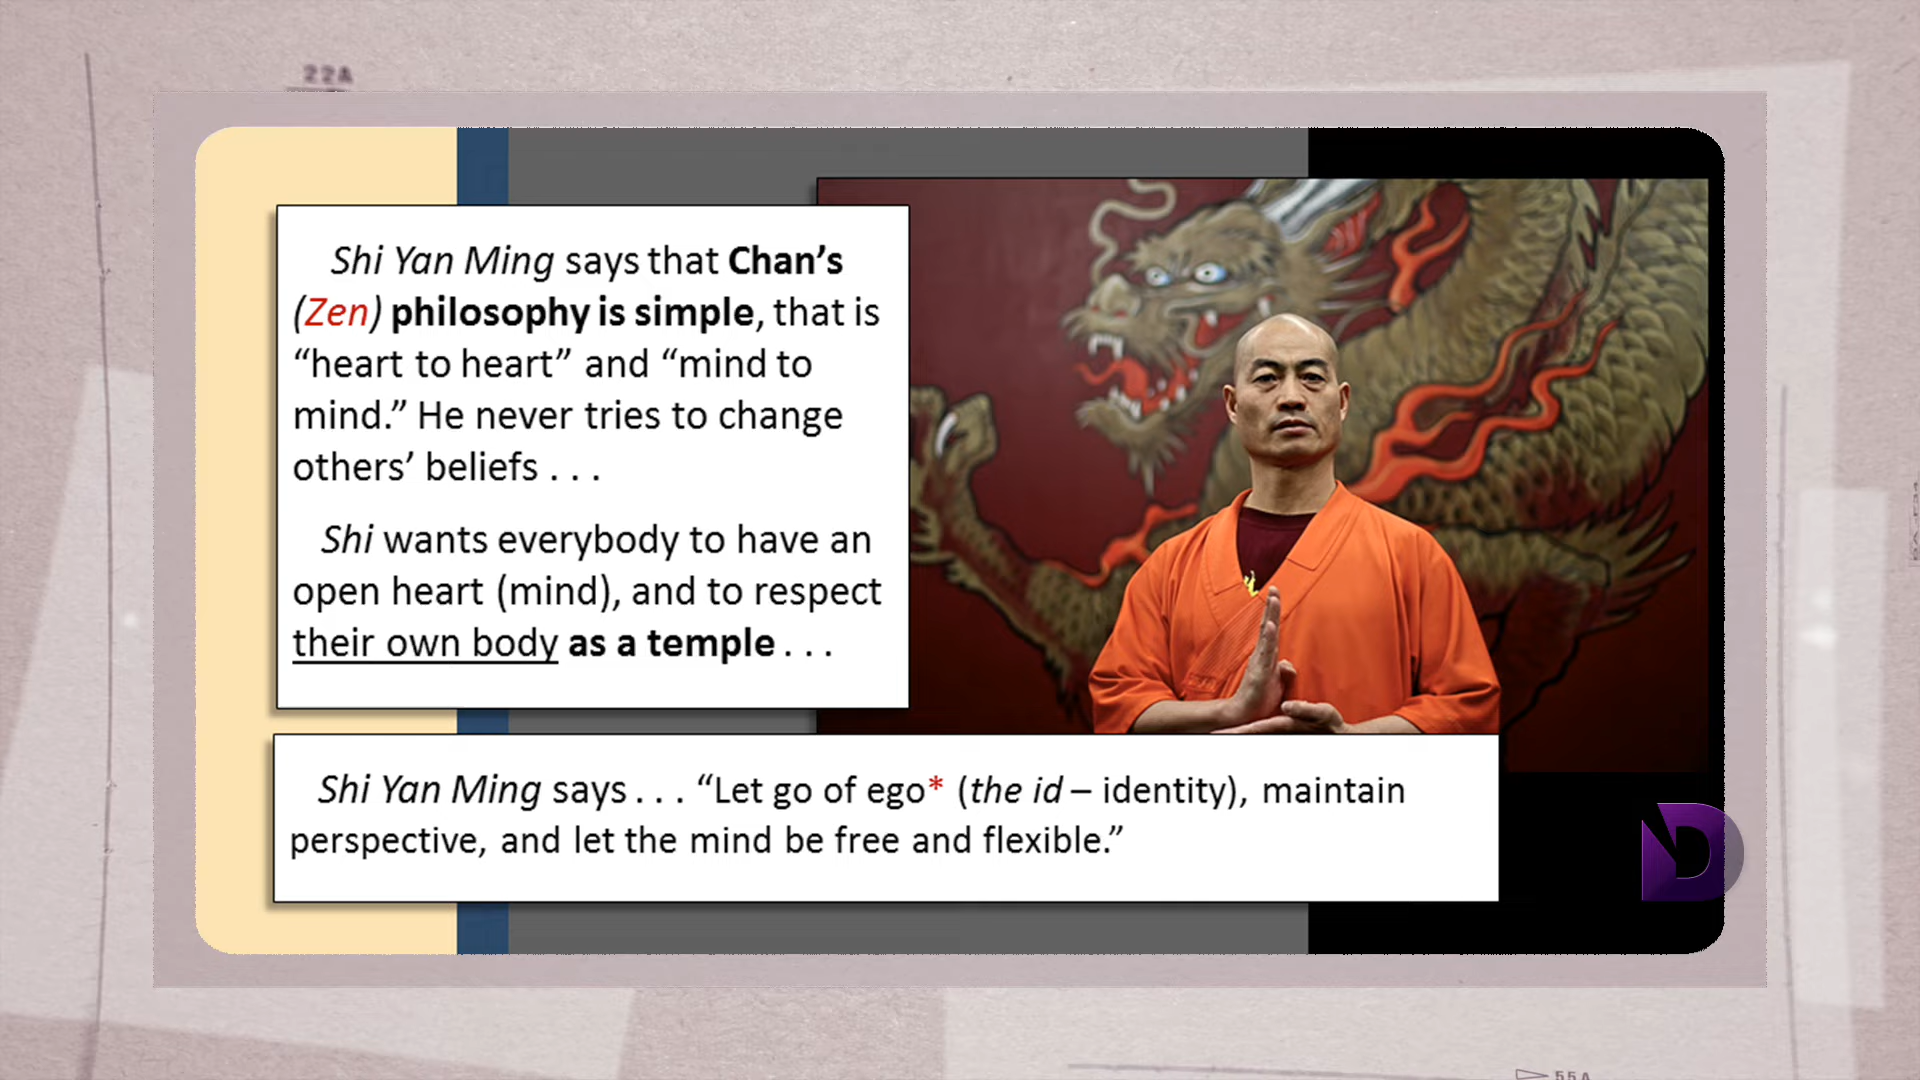 22A
Shi Yan Ming says that Chan’s
(Zen) philosophy is simple, that is
“heart to heart” and “mind to
mind.” He never tries to change
others’ beliefs . . .
Shi wants everybody to have an
open heart (mind), and to respect
their own body as a temple . . .
Shi Yan Ming says . . . “Let go of ego* (the id – identity), maintain
perspective, and let the mind be free and flexible.”
D
55A